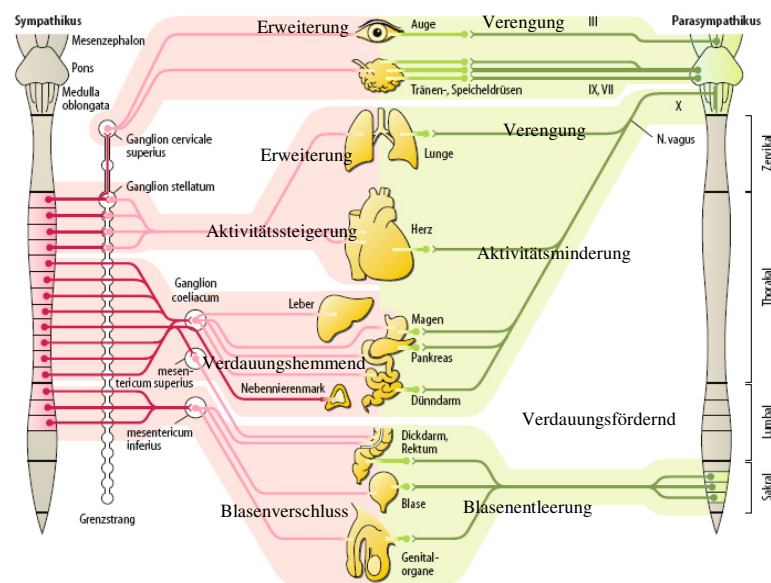 Sympathikus
Parasympathikus
Erweiterung
Auge
Verengung
III
Mesenzephalon
Pons
Medulla
oblongata
Tränen-, Speicheldrüsen
IX, VII
X
Ganglion cervicale
superius
Verengung
N. vagus
Erweiterung
Lunge
Zervikal
Ganglion stellatum
Aktivitätssteigerung
Herz
Aktivitätsminderung
Thorakal
Ganglion
coeliacum
Leber
Magen
Pankreas
Verdauungshemmend
mesen-
tericum superius
Nebennierenmark
Dünndarm
Verdauungsfördernd
Lumbal
mesentericum
inferius
Dickdarm,
Rektum
Sakral
Blase
Blasenverschluss
Blasenentleerung
Grenzstrang
Genital-
organe